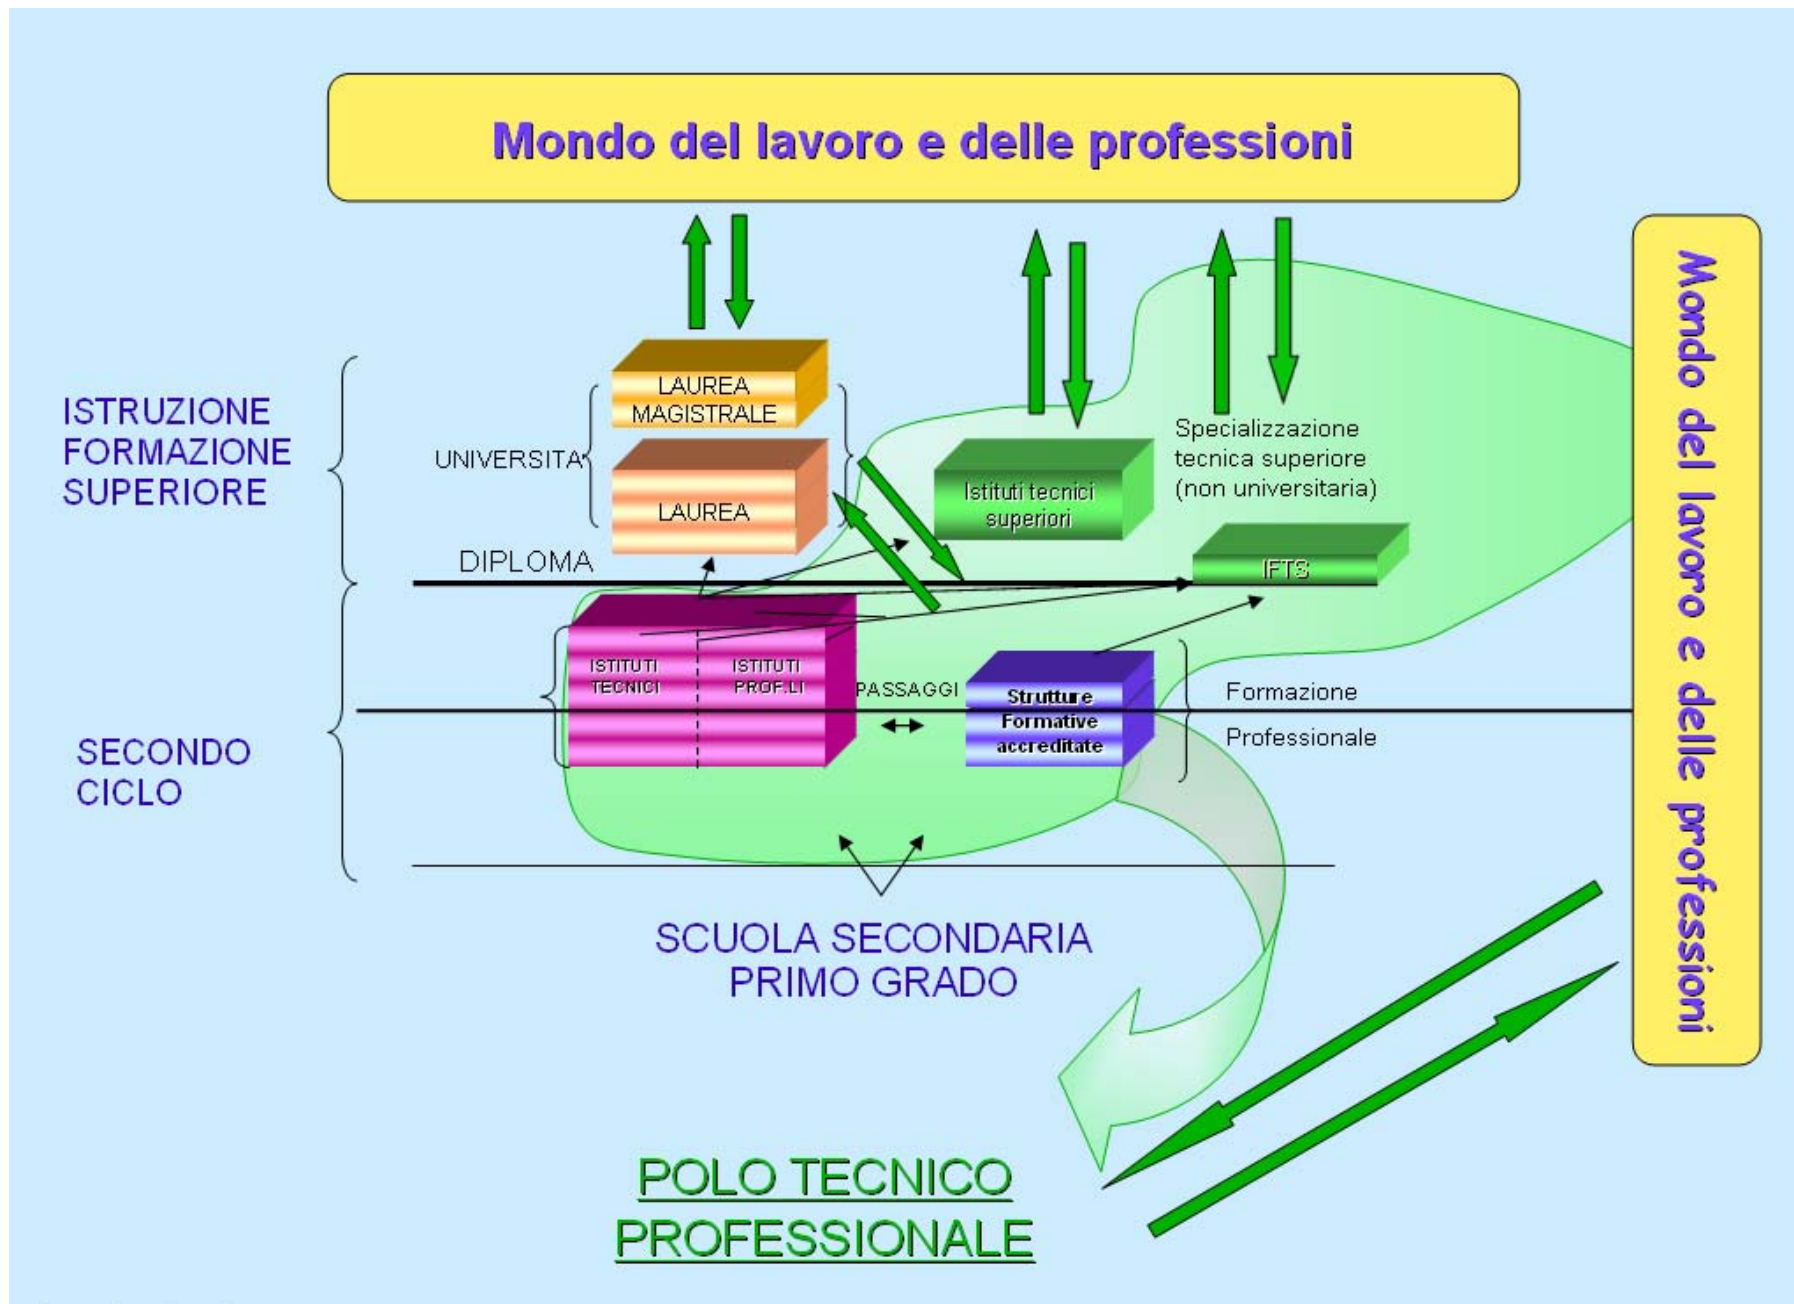 Mondo del lavoro e delle professioni
Mondo del lavoro e delle professioni
ISTRUZIONE
FORMAZIONE
SUPERIORE
UNIVERSITA
LAUREA
MAGISTRALE
LAUREA
Istituti tecnici
superiori
Specializzazione
tecnica superiore
(non universitaria)
IFTS
DIPLOMA
ISTITUTI
TECNICI
ISTITUTI
PROF.LI
PASSAGGI
Strutture
Formative
accreditate
Formazione
Professionale
SECONDO
CICLO
SCUOLA SECONDARIA
PRIMO GRADO
POLO TECNICO
PROFESSIONALE